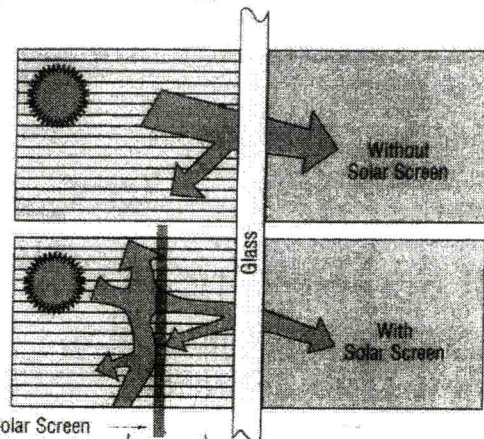 Without
Solar Screen
Glass
With
Solar Screen
olar Screen